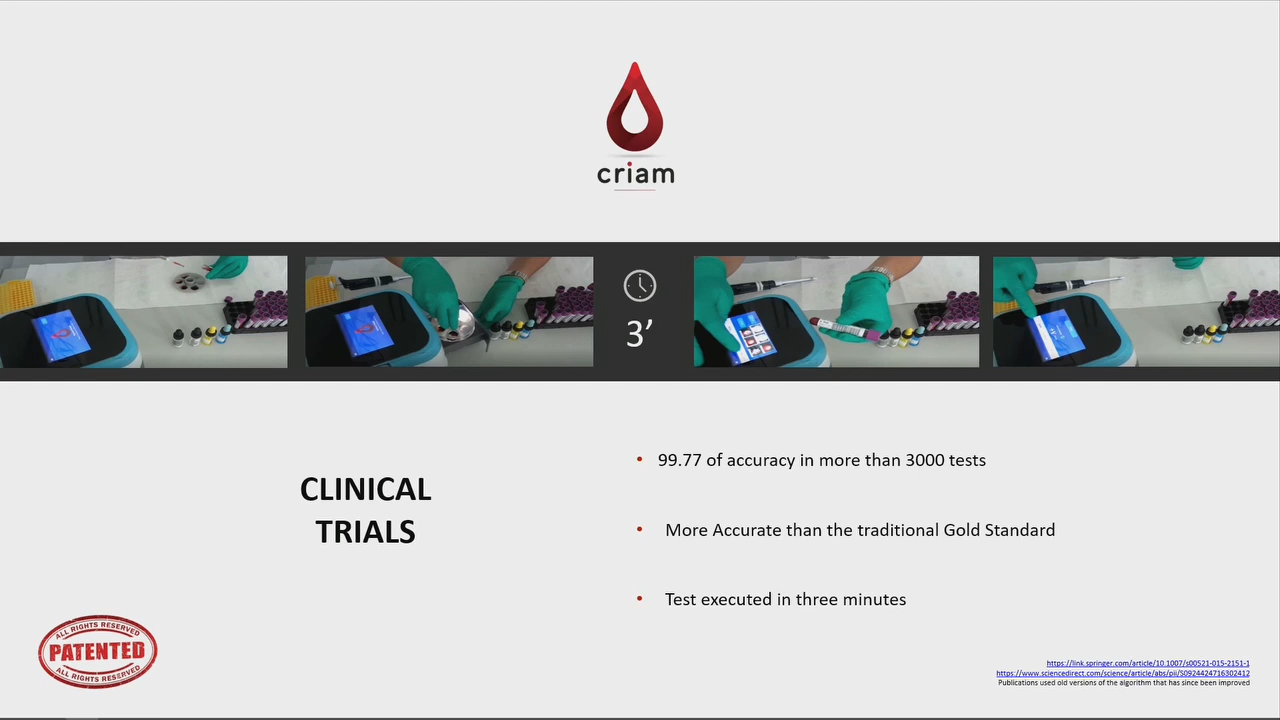 criam
3’
CLINICAL
TRIALS
• 99.77 of accuracy in more than 3000 tests
• More Accurate than the traditional Gold Standard
• Test executed in three minutes
ALL RIGHTS RESERVED
PATENTED
ALL RIGHTS RESERVED
https://link.springer.com/article/10.1007/s00521-015-2151-1
https://www.sciencedirect.com/science/article/abs/pii/S0924424716302412
Publications used old versions of the algorithm that has since been improved